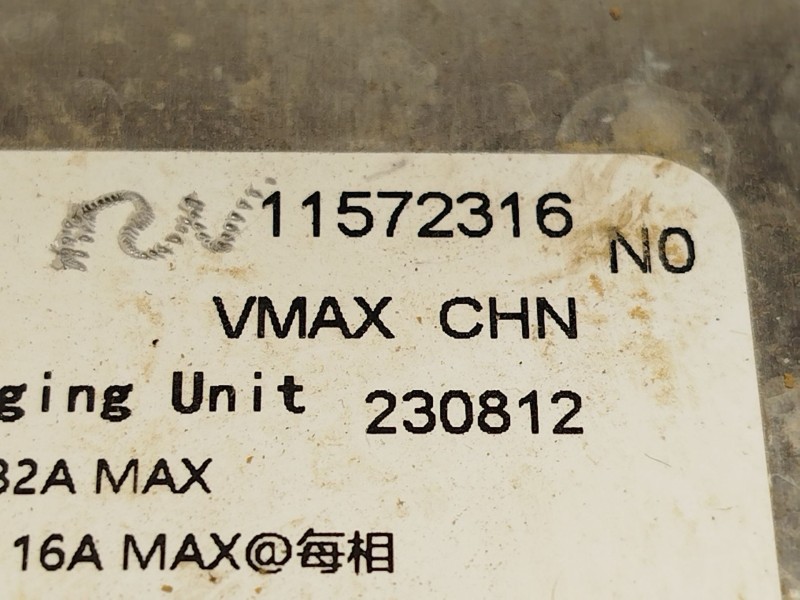 11572316
N0
VMAX CHN
ging Unit 230812
32A MAX
16A MAX@每相